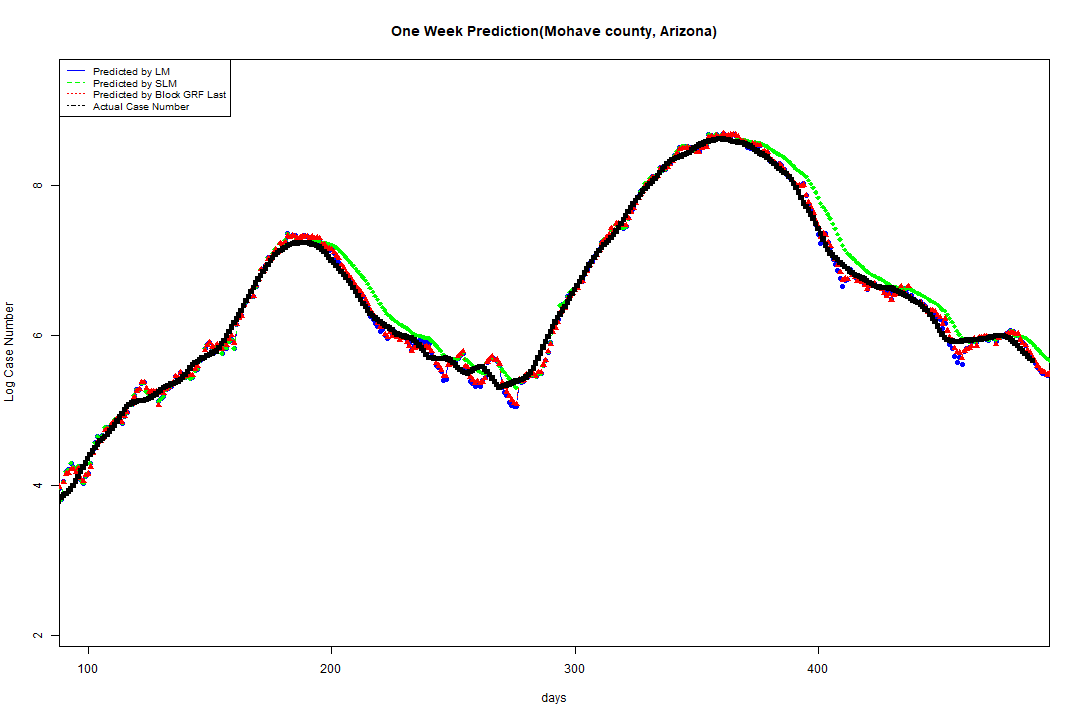 One Week Prediction(Mohave county, Arizona)
Predicted by LM
Predicted by SLM
Predicted by Block GRF Last
Actual Case Number
8
6
4
2
Log Case Number
100 200 300 400
days